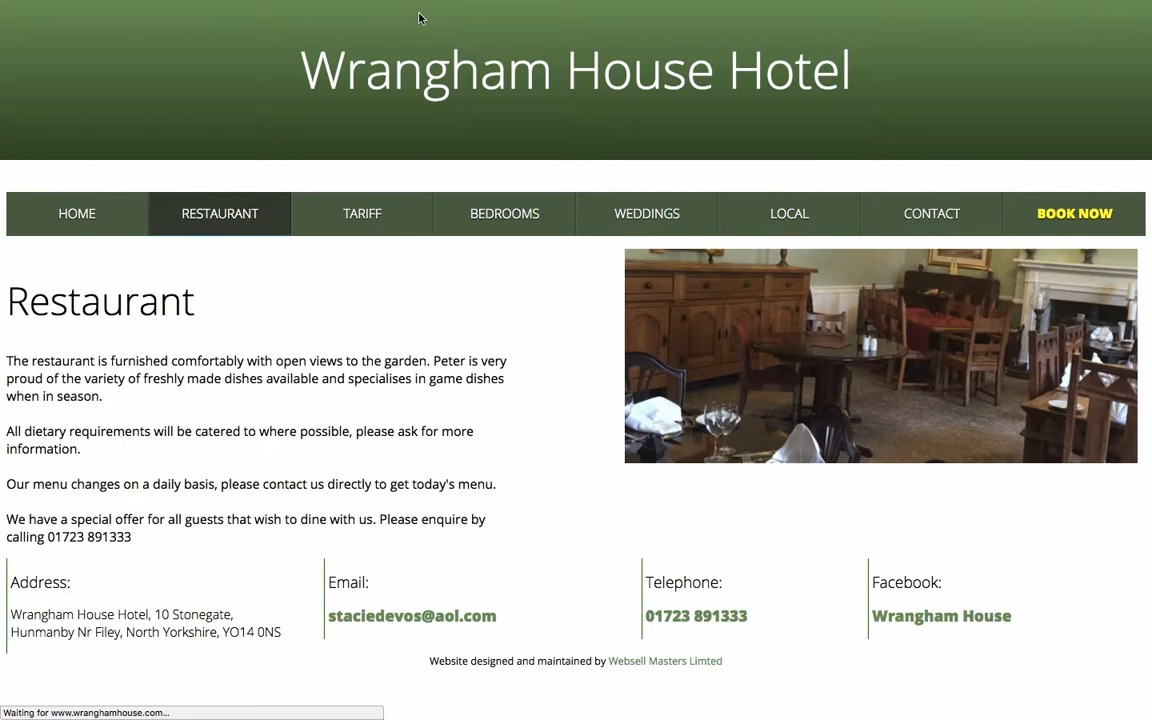 Wrangham House Hotel
HOME RESTAURANT TARIFF BEDROOMS WEDDINGS LOCAL CONTACT BOOK NOW
Restaurant
The restaurant is furnished comfortably with open views to the garden. Peter is very
proud of the variety of freshly made dishes available and specialises in game dishes
when in season.
All dietary requirements will be catered to where possible, please ask for more
information.
Our menu changes on a daily basis, please contact us directly to get today's menu.
We have a special offer for all guests that wish to dine with us. Please enquire by
calling 01723 891333
Address:
Wrangham House Hotel, 10 Stonegate,
Hunmanby Nr Filey, North Yorkshire, YO14 0NS
Email:
staciedevos@aol.com
Telephone:
01723 891333
Facebook:
Wrangham House
Website designed and maintained by Websell Masters Limted
Waiting for www.wranghamhouse.com...